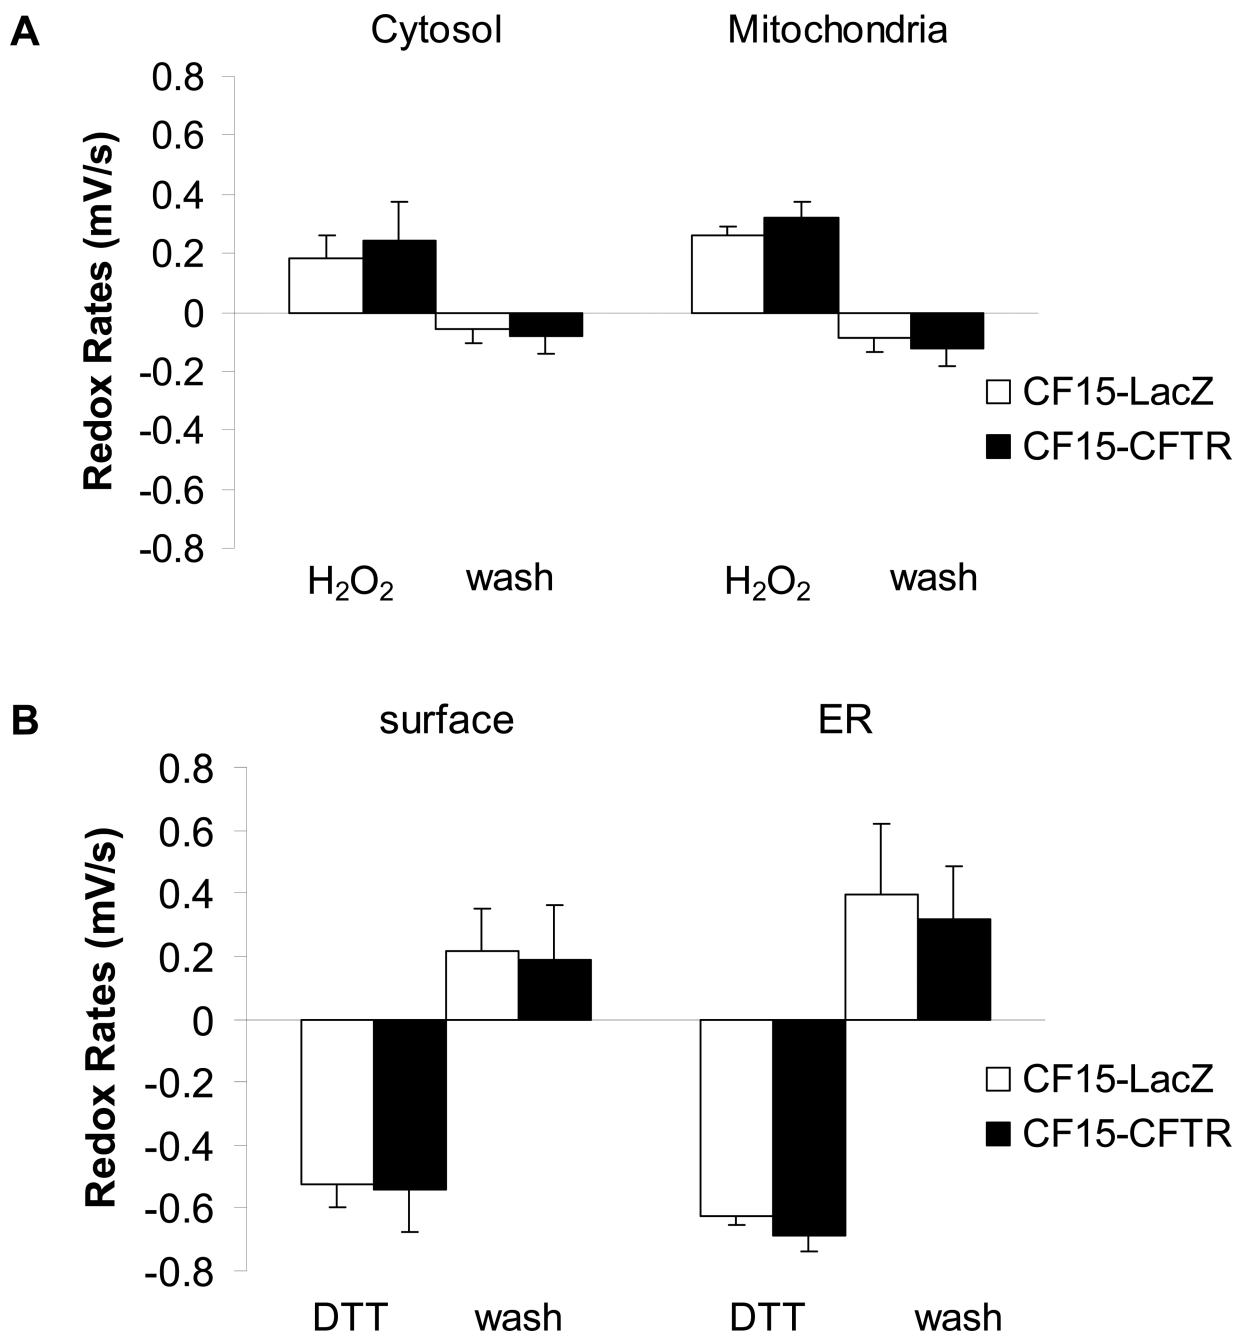 A
Cytosol Mitochondria
0.8
0.6
0.4
0.2
0
-0.2
-0.4
-0.6
-0.8
Redox Rates (mV/s)
CF15-LacZ
CF15-CFTR
H₂O₂ wash H₂O₂ wash
B
surface ER
0.8
0.6
0.4
0.2
0
-0.2
-0.4
-0.6
-0.8
Redox Rates (mV/s)
CF15-LacZ
CF15-CFTR
DTT wash DTT wash